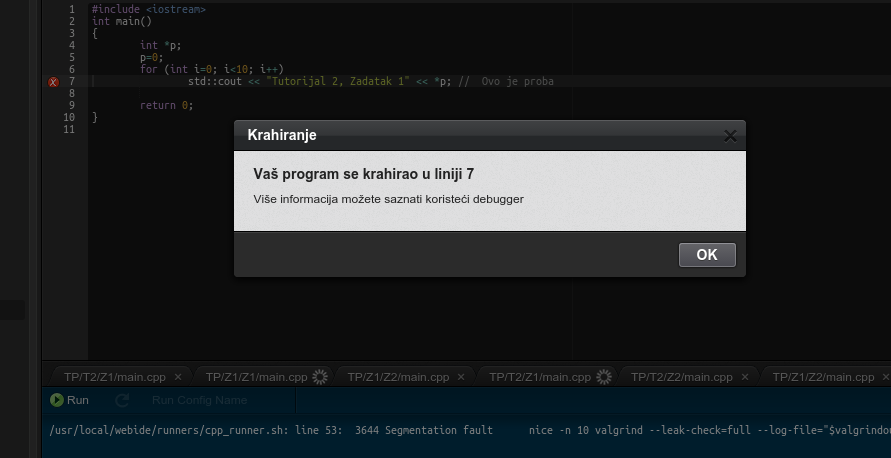 1 #include <iostream>
2 int main()
3 {
4 int *p;
5 p=0;
6 for (int i=0; i<10; i++)
7 std::cout << "Tutorijal 2, Zadatak 1" << *p; // Ovo je proba
8
9 return 0;
10 }
11
Krahiranje
Vaš program se krahirao u liniji 7
Više informacija možete saznati koristeći debugger
OK
TP/T2/Z1/main.cpp TP/Z1/Z1/main.cpp TP/Z1/Z2/main.cpp TP/T2/Z1/main.cpp TP/T2/Z2/main.cpp TP/Z1/Z2/main.cpp
Run Run Config Name
/usr/local/webide/runners/cpp_runner.sh: line 53: 3644 Segmentation fault nice -n 10 valgrind --leak-check=full --log-file="$valgrindou